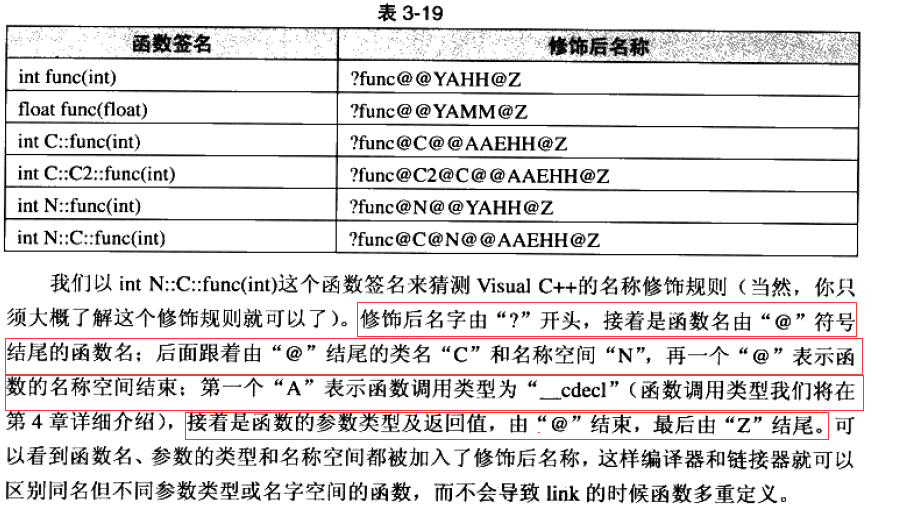 表 3-19
函数签名 修饰后名称
int func(int) ?func@@YAHH@Z
float func(float) ?func@@YAMM@Z
int C::func(int) ?func@C@@AAEHH@Z
int C::C2::func(int) ?func@C2@C@@AAEHH@Z
int N::func(int) ?func@N@@YAHH@Z
int N::C::func(int) ?func@C@N@@AAEHH@Z
我们以 int N::C::func(int)这个函数签名来猜测 Visual C++的名称修饰规则（当然，你只
须大概了解这个修饰规则就可以了）。修饰后名字由“?”开头，接着是函数名由“@”符号
结尾的函数名；后面跟着由“@”结尾的类名“C”和名称空间“N”，再一个“@”表示函
数的名称空间结束；第一个“A”表示函数调用类型为“__cdecl”（函数调用类型我们将在
第 4 章详细介绍），接着是函数的参数类型及返回值，由“@”结束，最后由“Z”结尾。可
以看到函数名、参数的类型和名称空间都被加入了修饰后名称，这样编译器和链接器就可以
区别同名但不同参数类型或名字空间的函数，而不会导致 link 的时候函数多重定义。